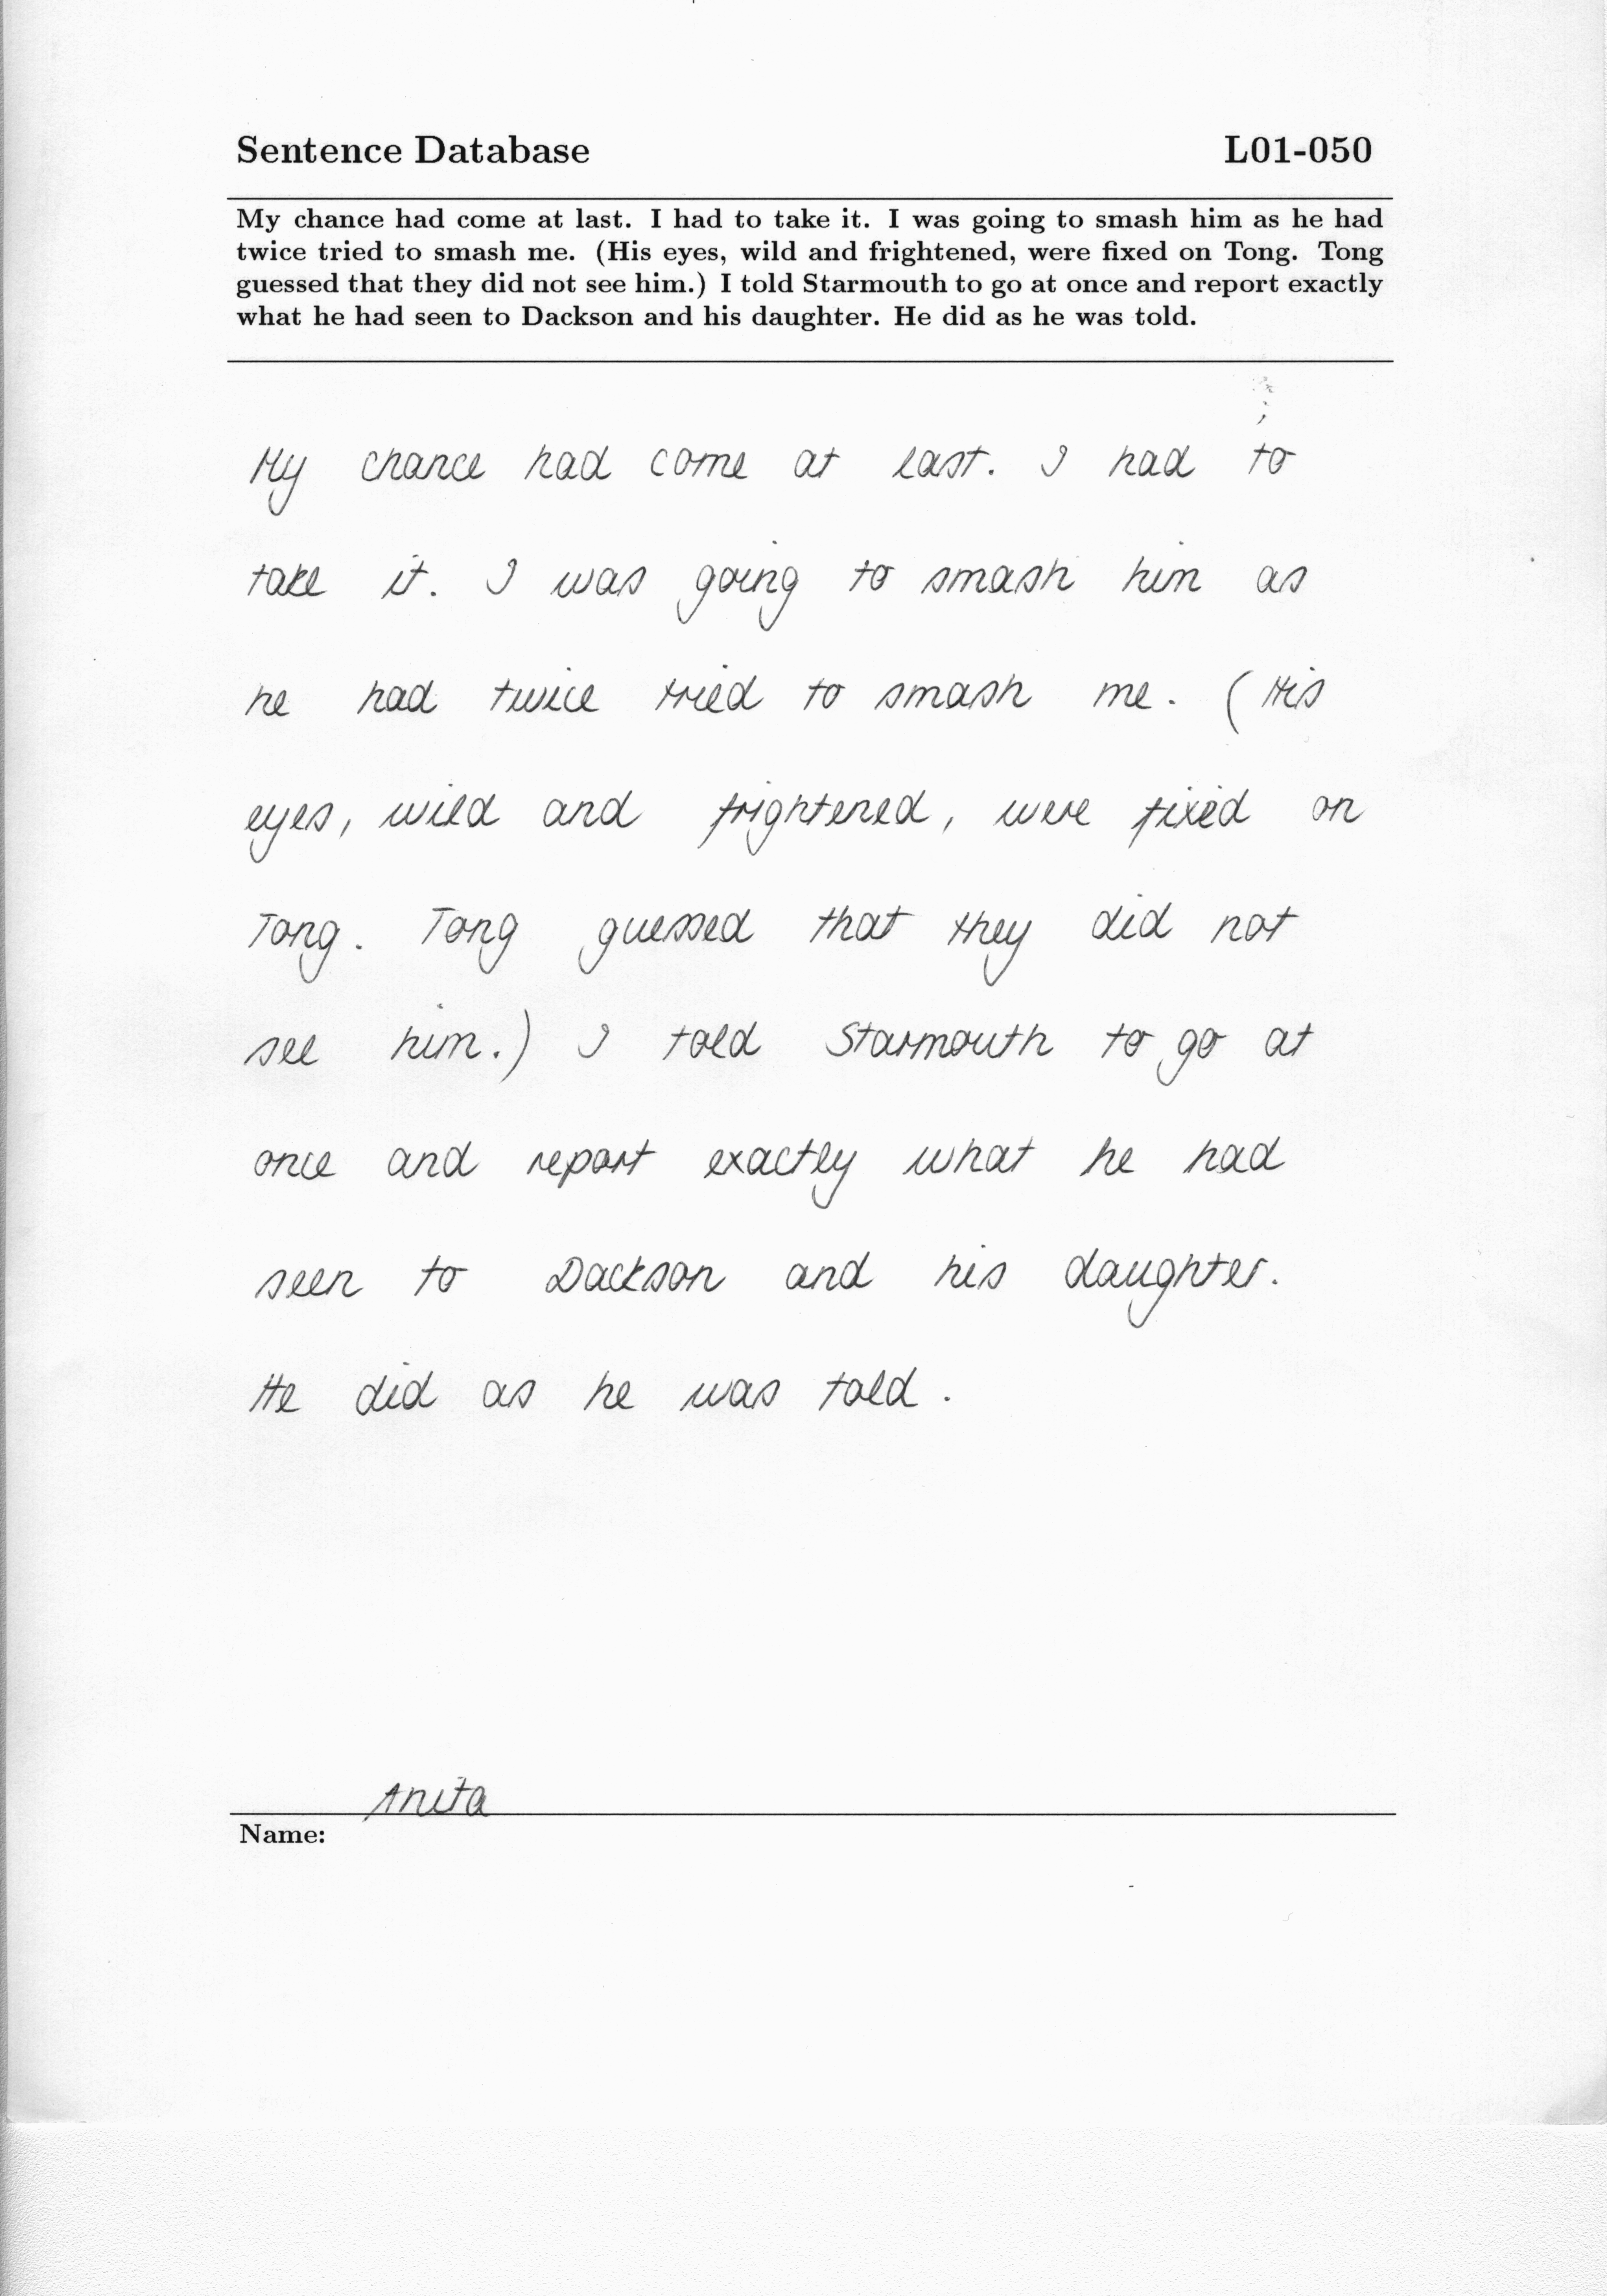 Sentence Database L01-050
My chance had come at last. I had to take it. I was going to smash him as he had
twice tried to smash me. (His eyes, wild and frightened, were fixed on Tong. Tong
guessed that they did not see him.) I told Starmouth to go at once and report exactly
what he had seen to Dackson and his daughter. He did as he was told.
My chance had come at last. I had to
take it. I was going to smash him as
he had twice tried to smash me. (His
eyes, wild and frightened, were fixed on
Tong. Tong guessed that they did not
see him.) I told Starmouth to go at
once and report exactly what he had
seen to Dackson and his daughter.
He did as he was told.
Anita
Name: